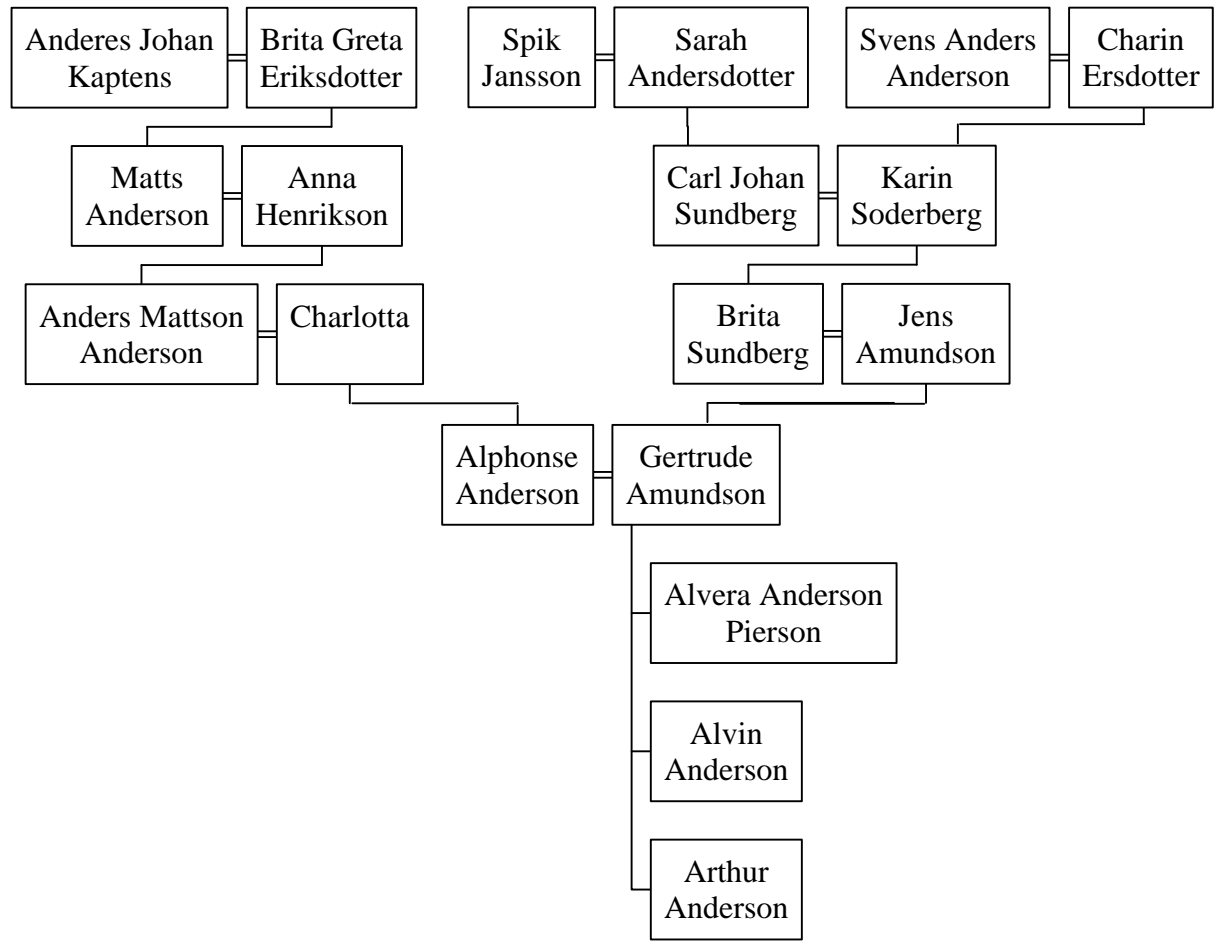 Anderes Johan
Kaptens
Brita Greta
Eriksdotter
Spik
Jansson
Sarah
Andersdotter
Svens Anders
Anderson
Charin
Ersdotter
Matts
Anderson
Anna
Henrikson
Carl Johan
Sundberg
Karin
Soderberg
Anders Mattson
Anderson
Charlotta
Brita
Sundberg
Jens
Amundson
Alphonse
Anderson
Gertrude
Amundson
Alvera Anderson
Pierson
Alvin
Anderson
Arthur
Anderson